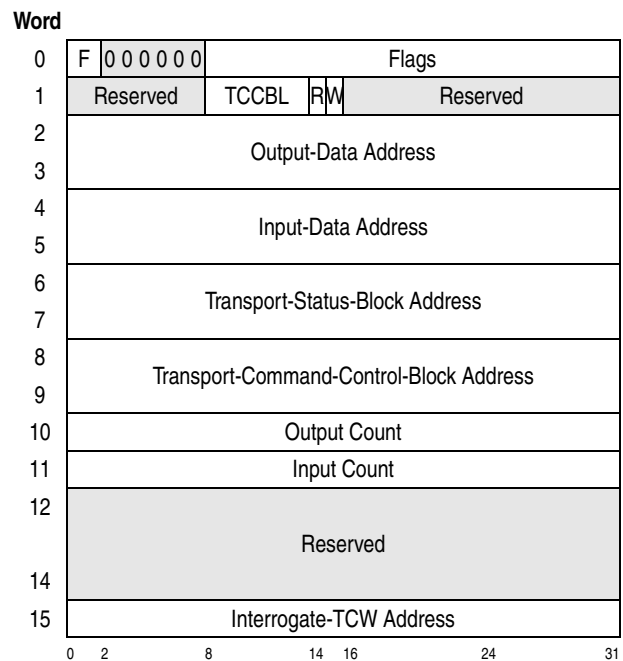 Word
0 F 0 0 0 0 0 0 Flags
1 Reserved TCCBL R W Reserved
2
Output-Data Address
3
4
Input-Data Address
5
6
Transport-Status-Block Address
7
8
Transport-Command-Control-Block Address
9
10 Output Count
11 Input Count
12
Reserved
14
15 Interrogate-TCW Address
0 2 8 14 16 24 31